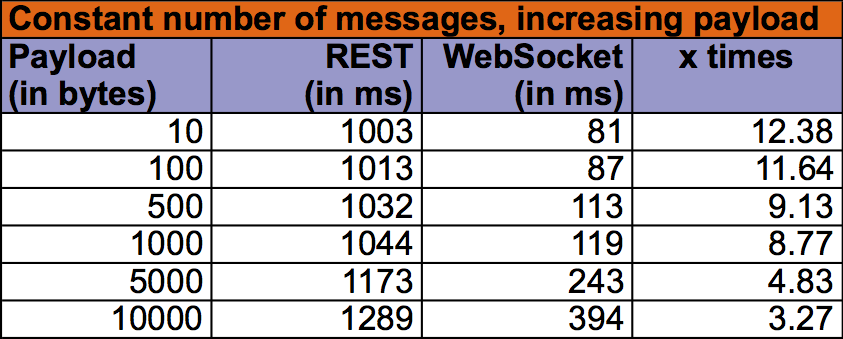 Constant number of messages, increasing payload
Payload REST WebSocket x times
(in bytes) (in ms) (in ms)
10 1003 81 12.38
100 1013 87 11.64
500 1032 113 9.13
1000 1044 119 8.77
5000 1173 243 4.83
10000 1289 394 3.27